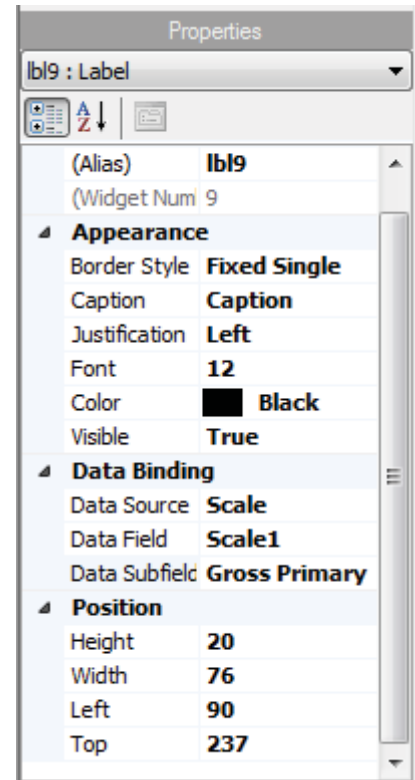 Properties
lbl9 : Label
A
Z
(Alias) lbl9
(Widget Num 9
Appearance
Border Style Fixed Single
Caption Caption
Justification Left
Font 12
Color Black
Visible True
Data Binding
Data Source Scale
Data Field Scale1
Data Subfield Gross Primary
Position
Height 20
Width 76
Left 90
Top 237